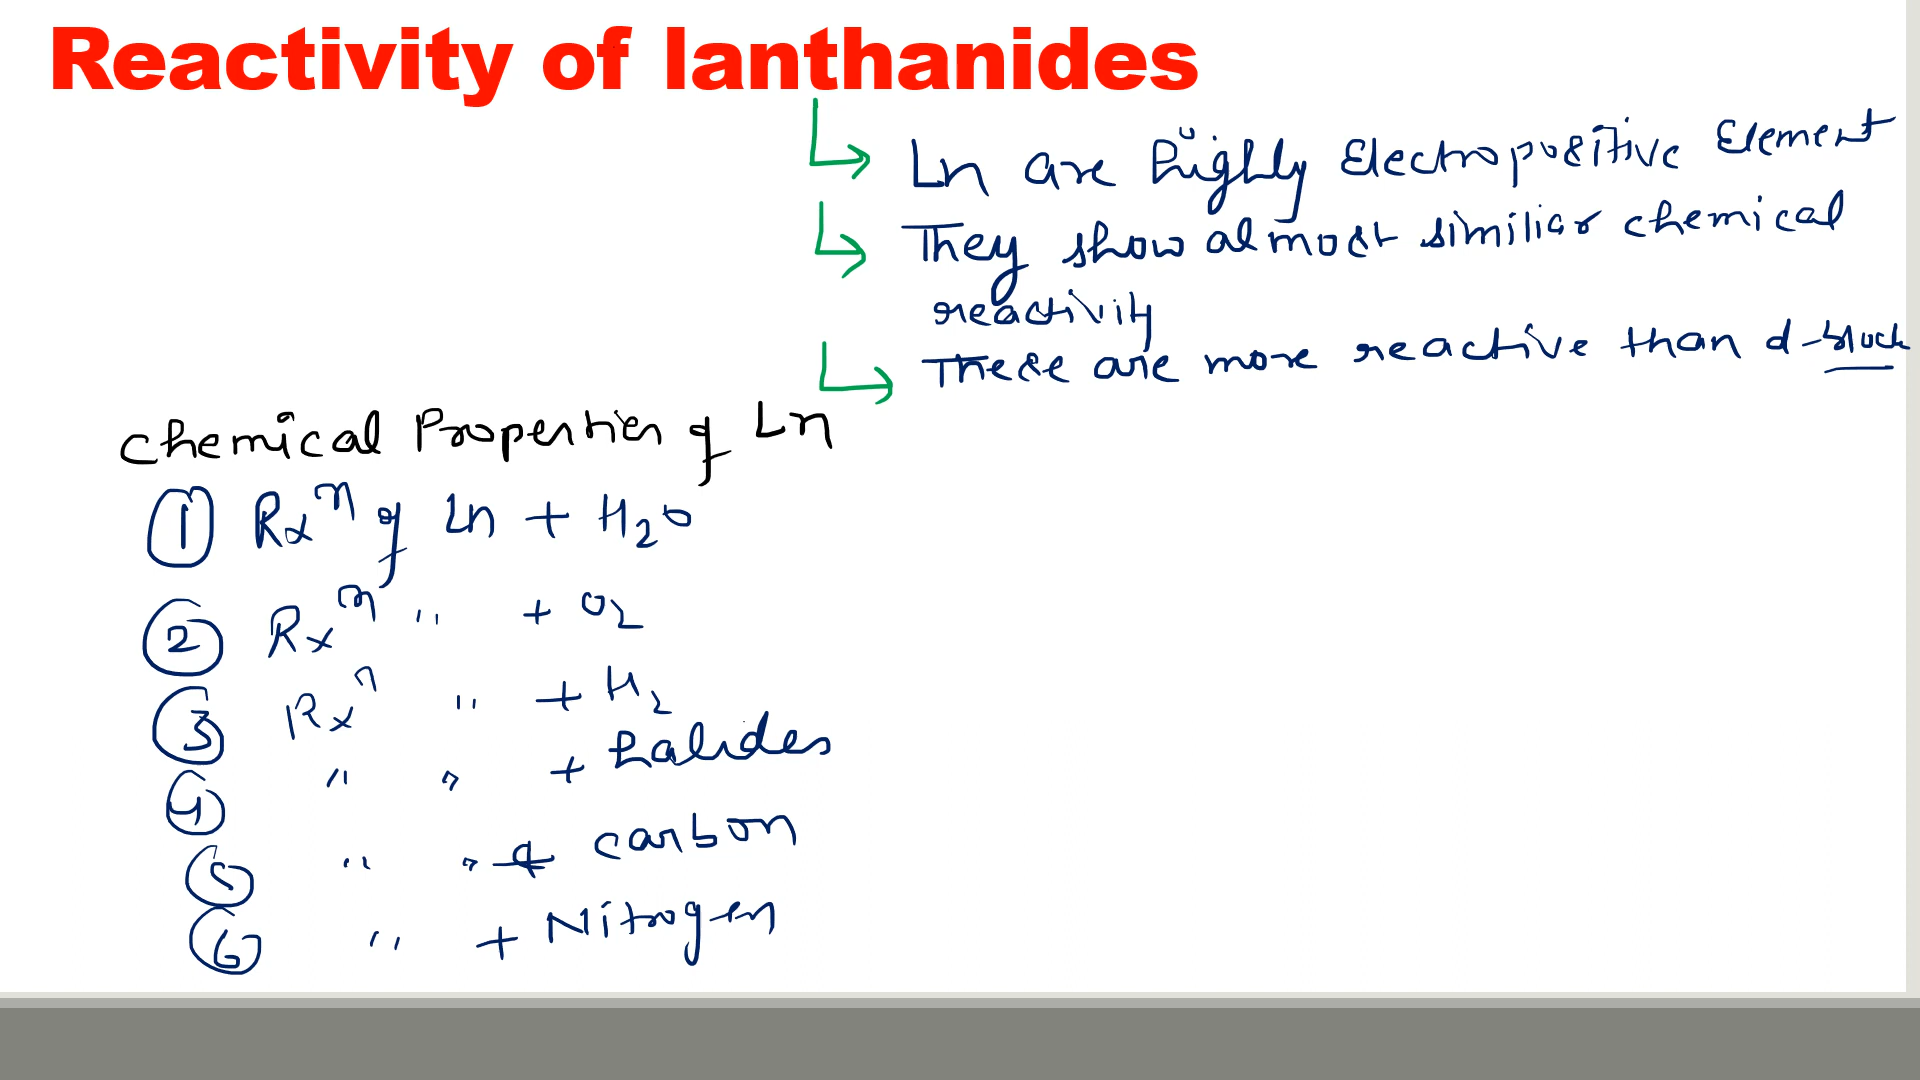 Reactivity of lanthanides
Ln are highly Electropositive Element
They show almost similiar chemical
reactivity
These are more reactive than d-block
Chemical Properties of Ln
1 Rxⁿ of Ln + H₂O
2 Rxⁿ " + O₂
3 Rxⁿ " + H₂
4 " " + halides
5 " " + carbon
6 " + Nitrogen